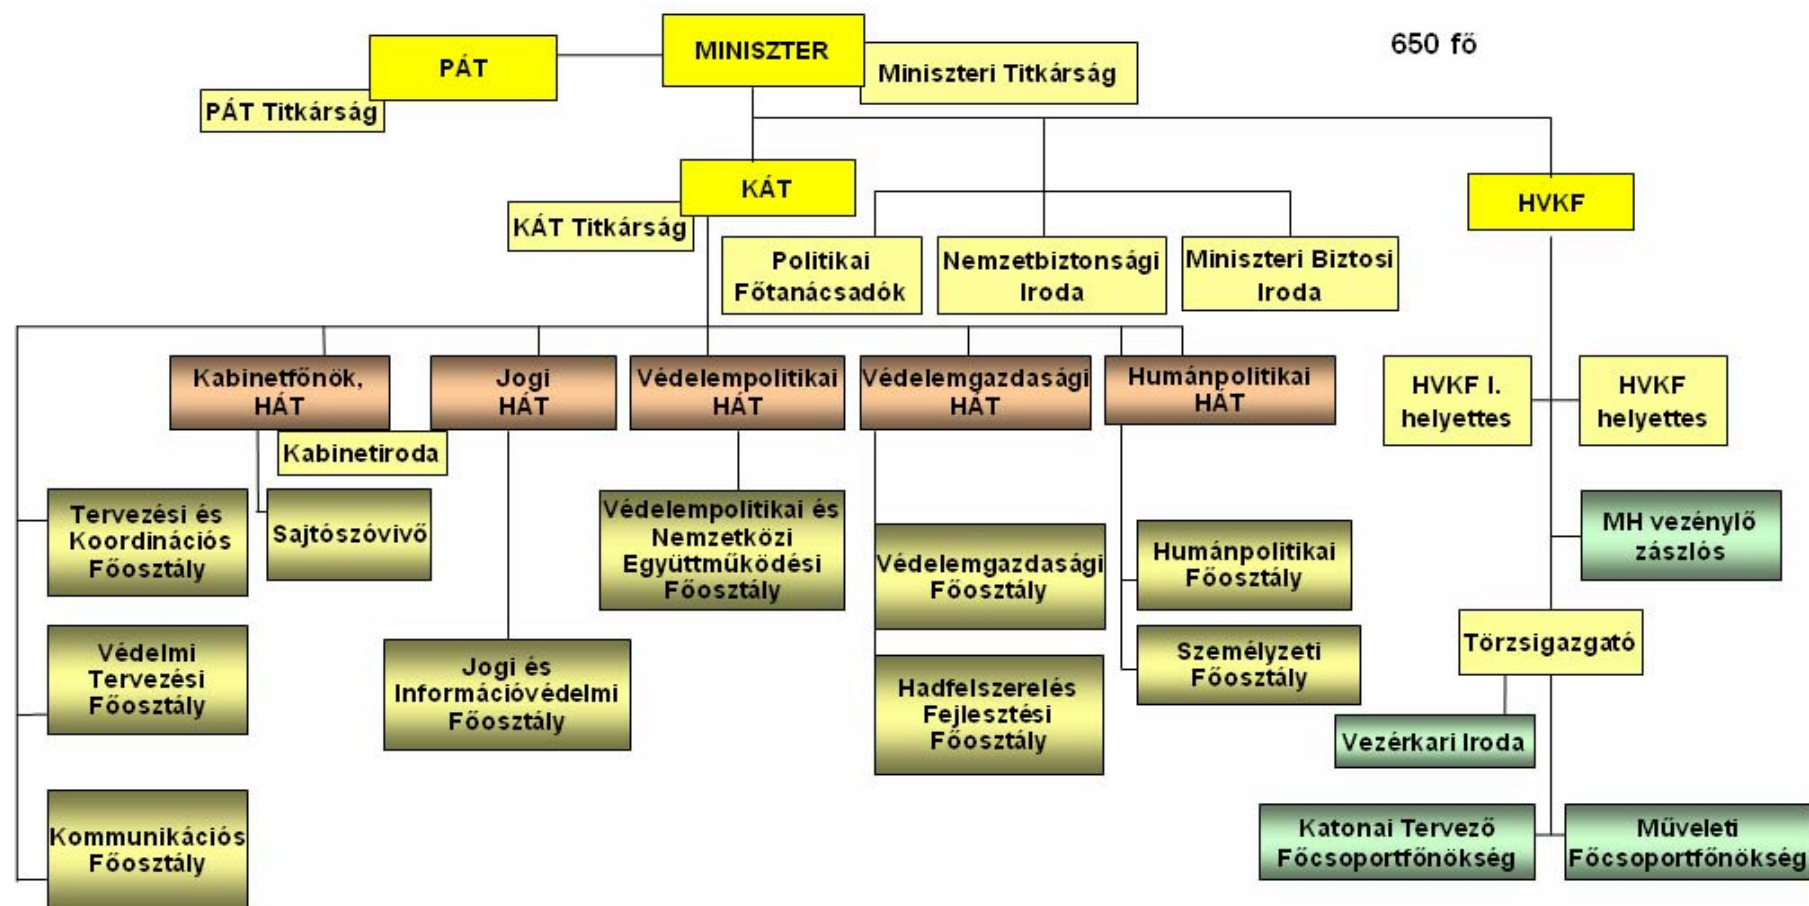 650 fő
MINISZTER
PÁT
Miniszteri Titkárság
PÁT Titkárság
KÁT
HVKF
KÁT Titkárság
Politikai
Főtanácsadók
Nemzetbiztonsági
Iroda
Miniszteri Biztosi
Iroda
Kabinetfőnök,
HÁT
Jogi
HÁT
Védelempolitikai
HÁT
Védelemgazdasági
HÁT
Humánpolitikai
HÁT
HVKF I.
helyettes
HVKF
helyettes
Kabinetiroda
Tervezési és
Koordinációs
Főosztály
Sajtószóvivő
Védelempolitikai és
Nemzetközi
Együttműködési
Főosztály
Védelemgazdasági
Főosztály
Humánpolitikai
Főosztály
MH vezénylő
zászlós
Védelmi
Tervezési
Főosztály
Jogi és
Információvédelmi
Főosztály
Hadfelszerelés
Fejlesztési
Főosztály
Személyzeti
Főosztály
Törzsigazgató
Vezérkari Iroda
Kommunikációs
Főosztály
Katonai Tervező
Főcsoportfőnökség
Műveleti
Főcsoportfőnökség